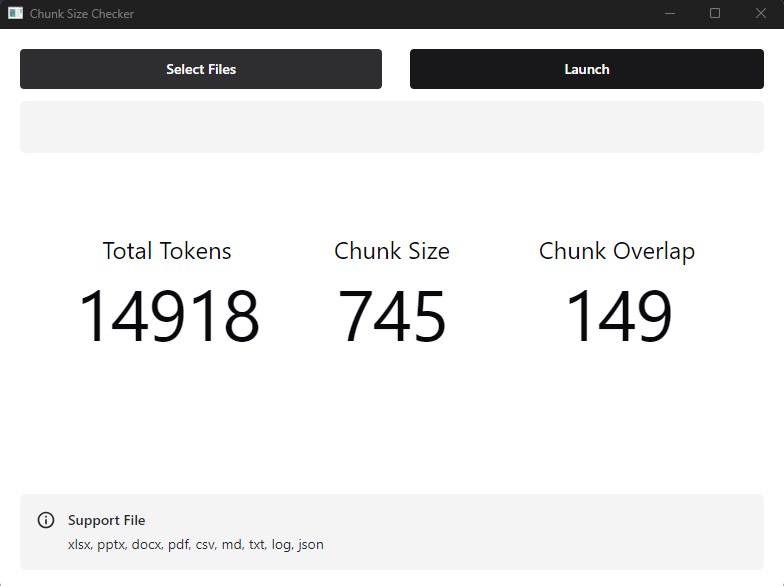 Chunk Size Checker
Select Files
Launch
Total Tokens
Chunk Size
Chunk Overlap
14918
745
149
Support File
xlsx, pptx, docx, pdf, csv, md, txt, log, json